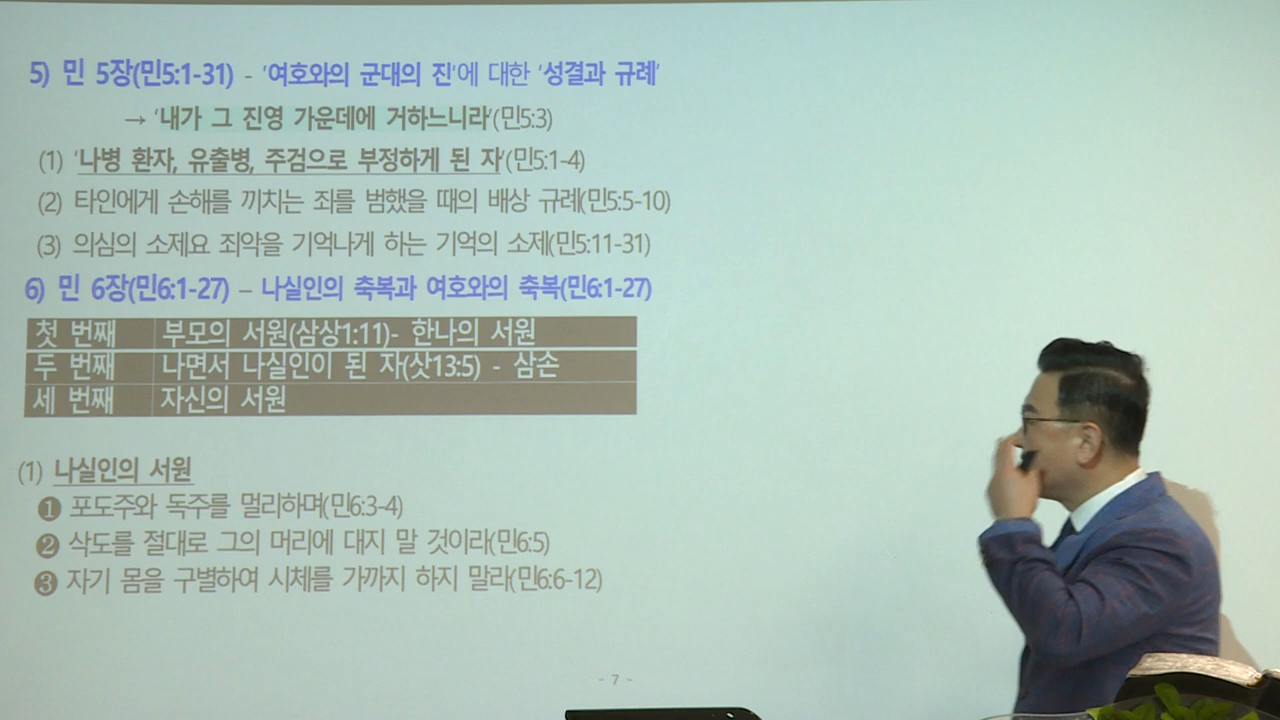 5) 민 5장(민5:1-31) - '여호와의 군대의 진'에 대한 '성결과 규례'
→ '내가 그 진영 가운데에 거하느니라'(민5:3)
(1) '나병 환자, 유출병, 주검으로 부정하게 된 자'(민5:1-4)
(2) 타인에게 손해를 끼치는 죄를 범했을 때의 배상 규례(민5:5-10)
(3) 의심의 소제요 죄악을 기억나게 하는 기억의 소제(민5:11-31)
6) 민 6장(민6:1-27) – 나실인의 축복과 여호와의 축복(민6:1-27)
첫 번째 부모의 서원(삼상1:11)- 한나의 서원
두 번째 나면서 나실인이 된 자(삿13:5) - 삼손
세 번째 자신의 서원
(1) 나실인의 서원
❶ 포도주와 독주를 멀리하며(민6:3-4)
❷ 삭도를 절대로 그의 머리에 대지 말 것이라(민6:5)
❸ 자기 몸을 구별하여 시체를 가까지 하지 말라(민6:6-12)
- 7 -